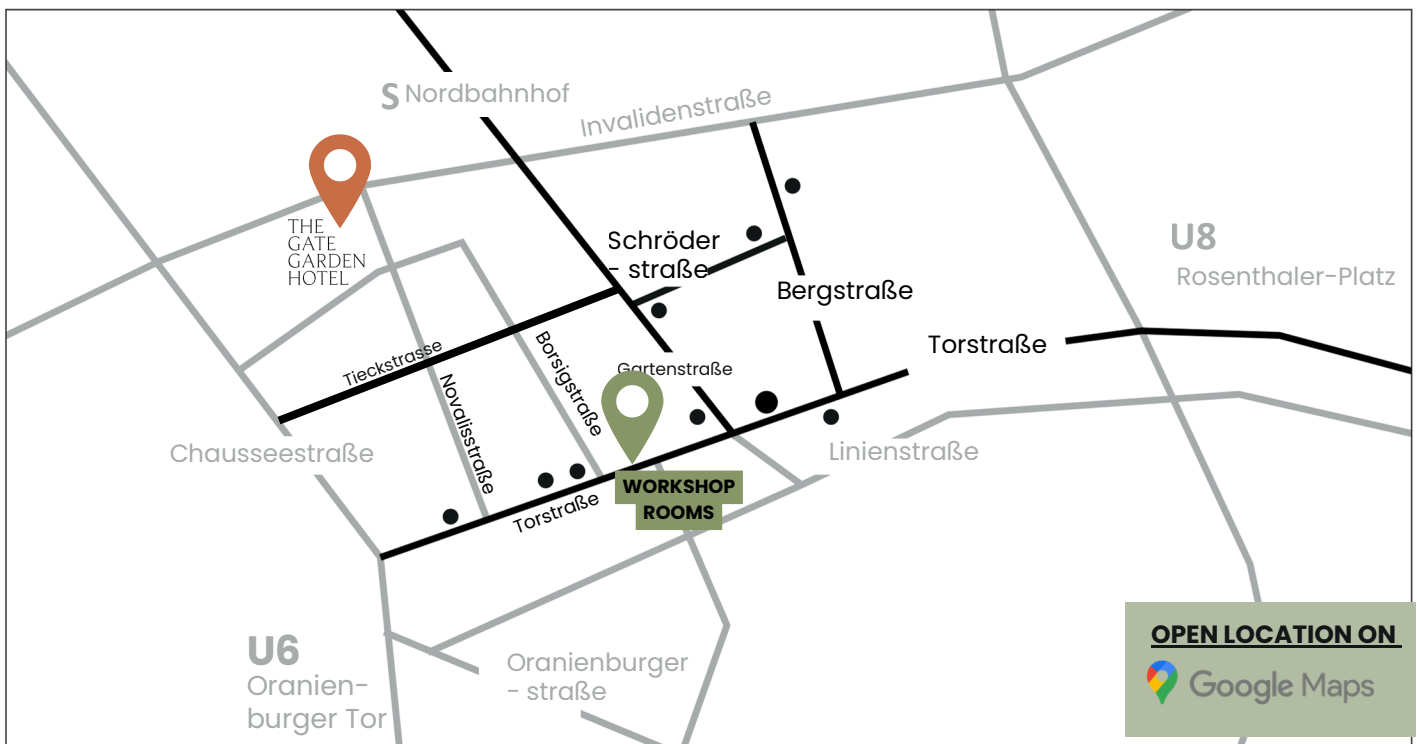 S Nordbahnhof
Invalidenstraße
THE
GATE
GARDEN
HOTEL
Schröder
- straße
U8
Rosenthaler-Platz
Bergstraße
Torstraße
Tieckstrasse
Borsigstraße
Gartenstraße
Novalisstraße
Chausseestraße
Linienstraße
WORKSHOP
ROOMS
Torstraße
U6
Oranien-
burger Tor
Oranienburger
- straße
OPEN LOCATION ON
Google Maps